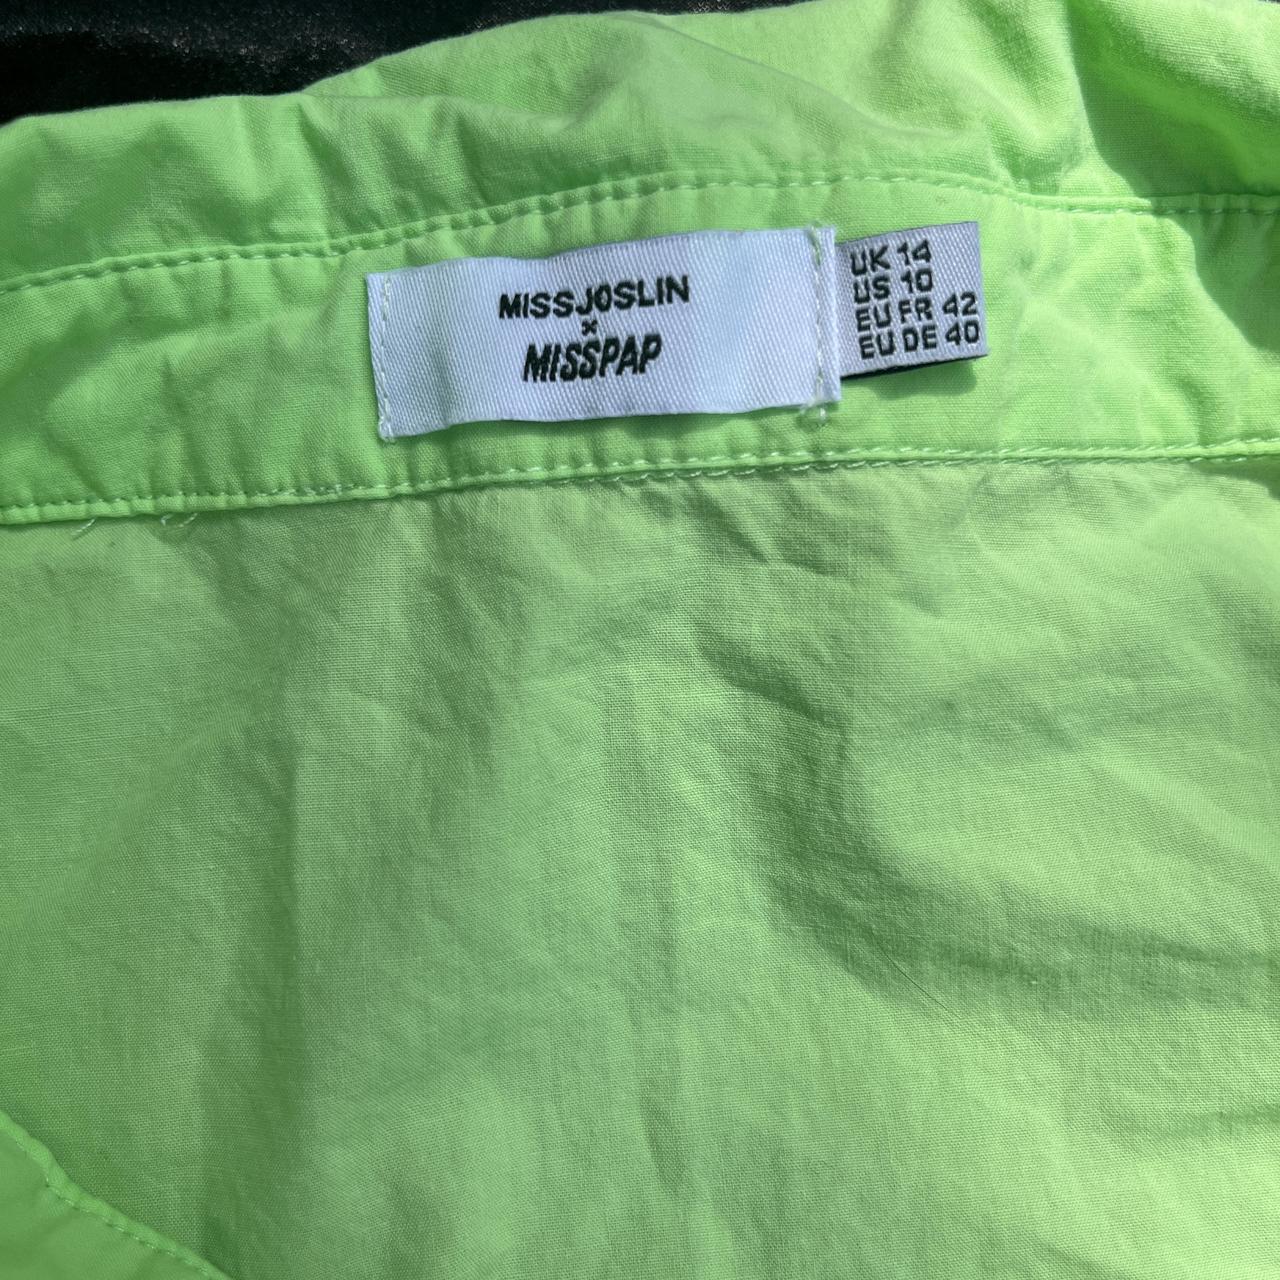 MISSJOSLIN
×
MISSPAP
UK 14
US 10
EU FR 42
EU DE 40